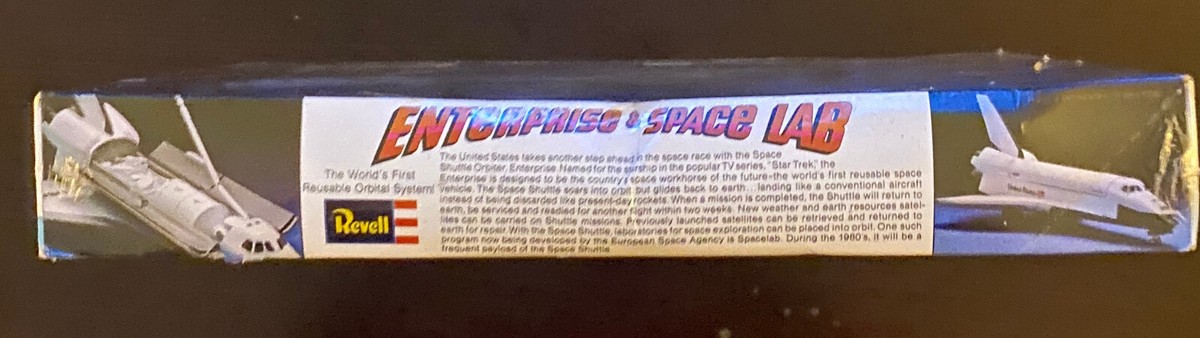 ENTERPRISE & SPACE LAB
The World's First
Reusable Orbital System!
Revell
The United States takes another step ahead in the space race with the Space
Shuttle Orbiter, Enterprise. Named for the starship in the popular TV series, "Star Trek," the
Enterprise is designed to be the country's space workhorse of the future-the world's first reusable space
vehicle. The Space Shuttle soars into orbit but glides back to earth...landing like a conventional aircraft
instead of being discarded like present-day rockets. When a mission is completed, the Shuttle will return to
earth, be serviced and readied for another flight within two weeks. New weather and earth resources satel-
lites can be carried on Shuttle missions. Previously launched satellites can be retrieved and returned to
earth for repair. With the Space Shuttle, laboratories for space exploration can be placed into orbit. One such
program now being developed by the European Space Agency is Spacelab. During the 1980's, it will be a
frequent payload of the Space Shuttle.
United States